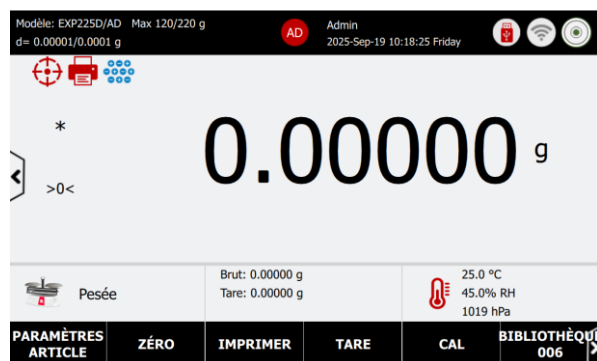 Modèle: EXP225D/AD Max 120/220 g
d= 0.00001/0.0001 g
AD
Admin
2025-Sep-19 10:18:25 Friday
*
0.00000 g
>0<
Pesée
Brut: 0.00000 g
Tare: 0.00000 g
25.0 °C
45.0% RH
1019 hPa
PARAMÈTRES
ARTICLE
ZÉRO
IMPRIMER
TARE
CAL
BIBLIOTHÈQU
006